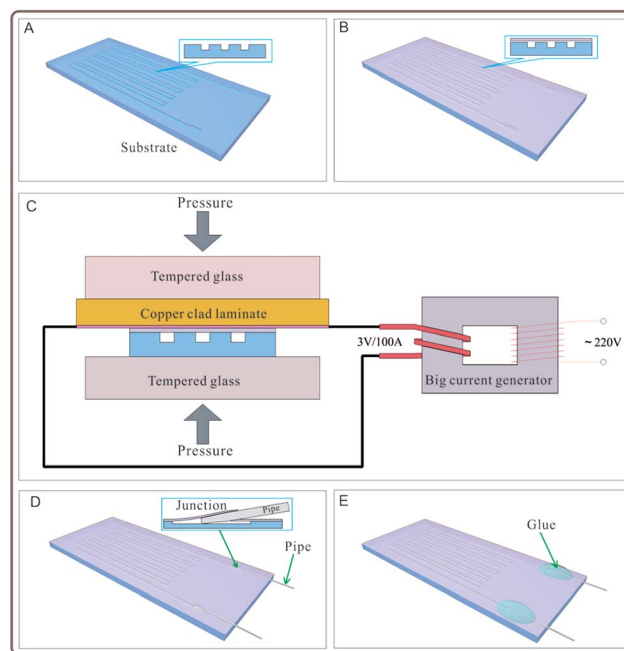 A
Substrate
B
C
Pressure
Tempered glass
Copper clad laminate
Tempered glass
Pressure
3V/100A
Big current generator
~ 220V
D
Junction
Pipe
Pipe
E
Glue